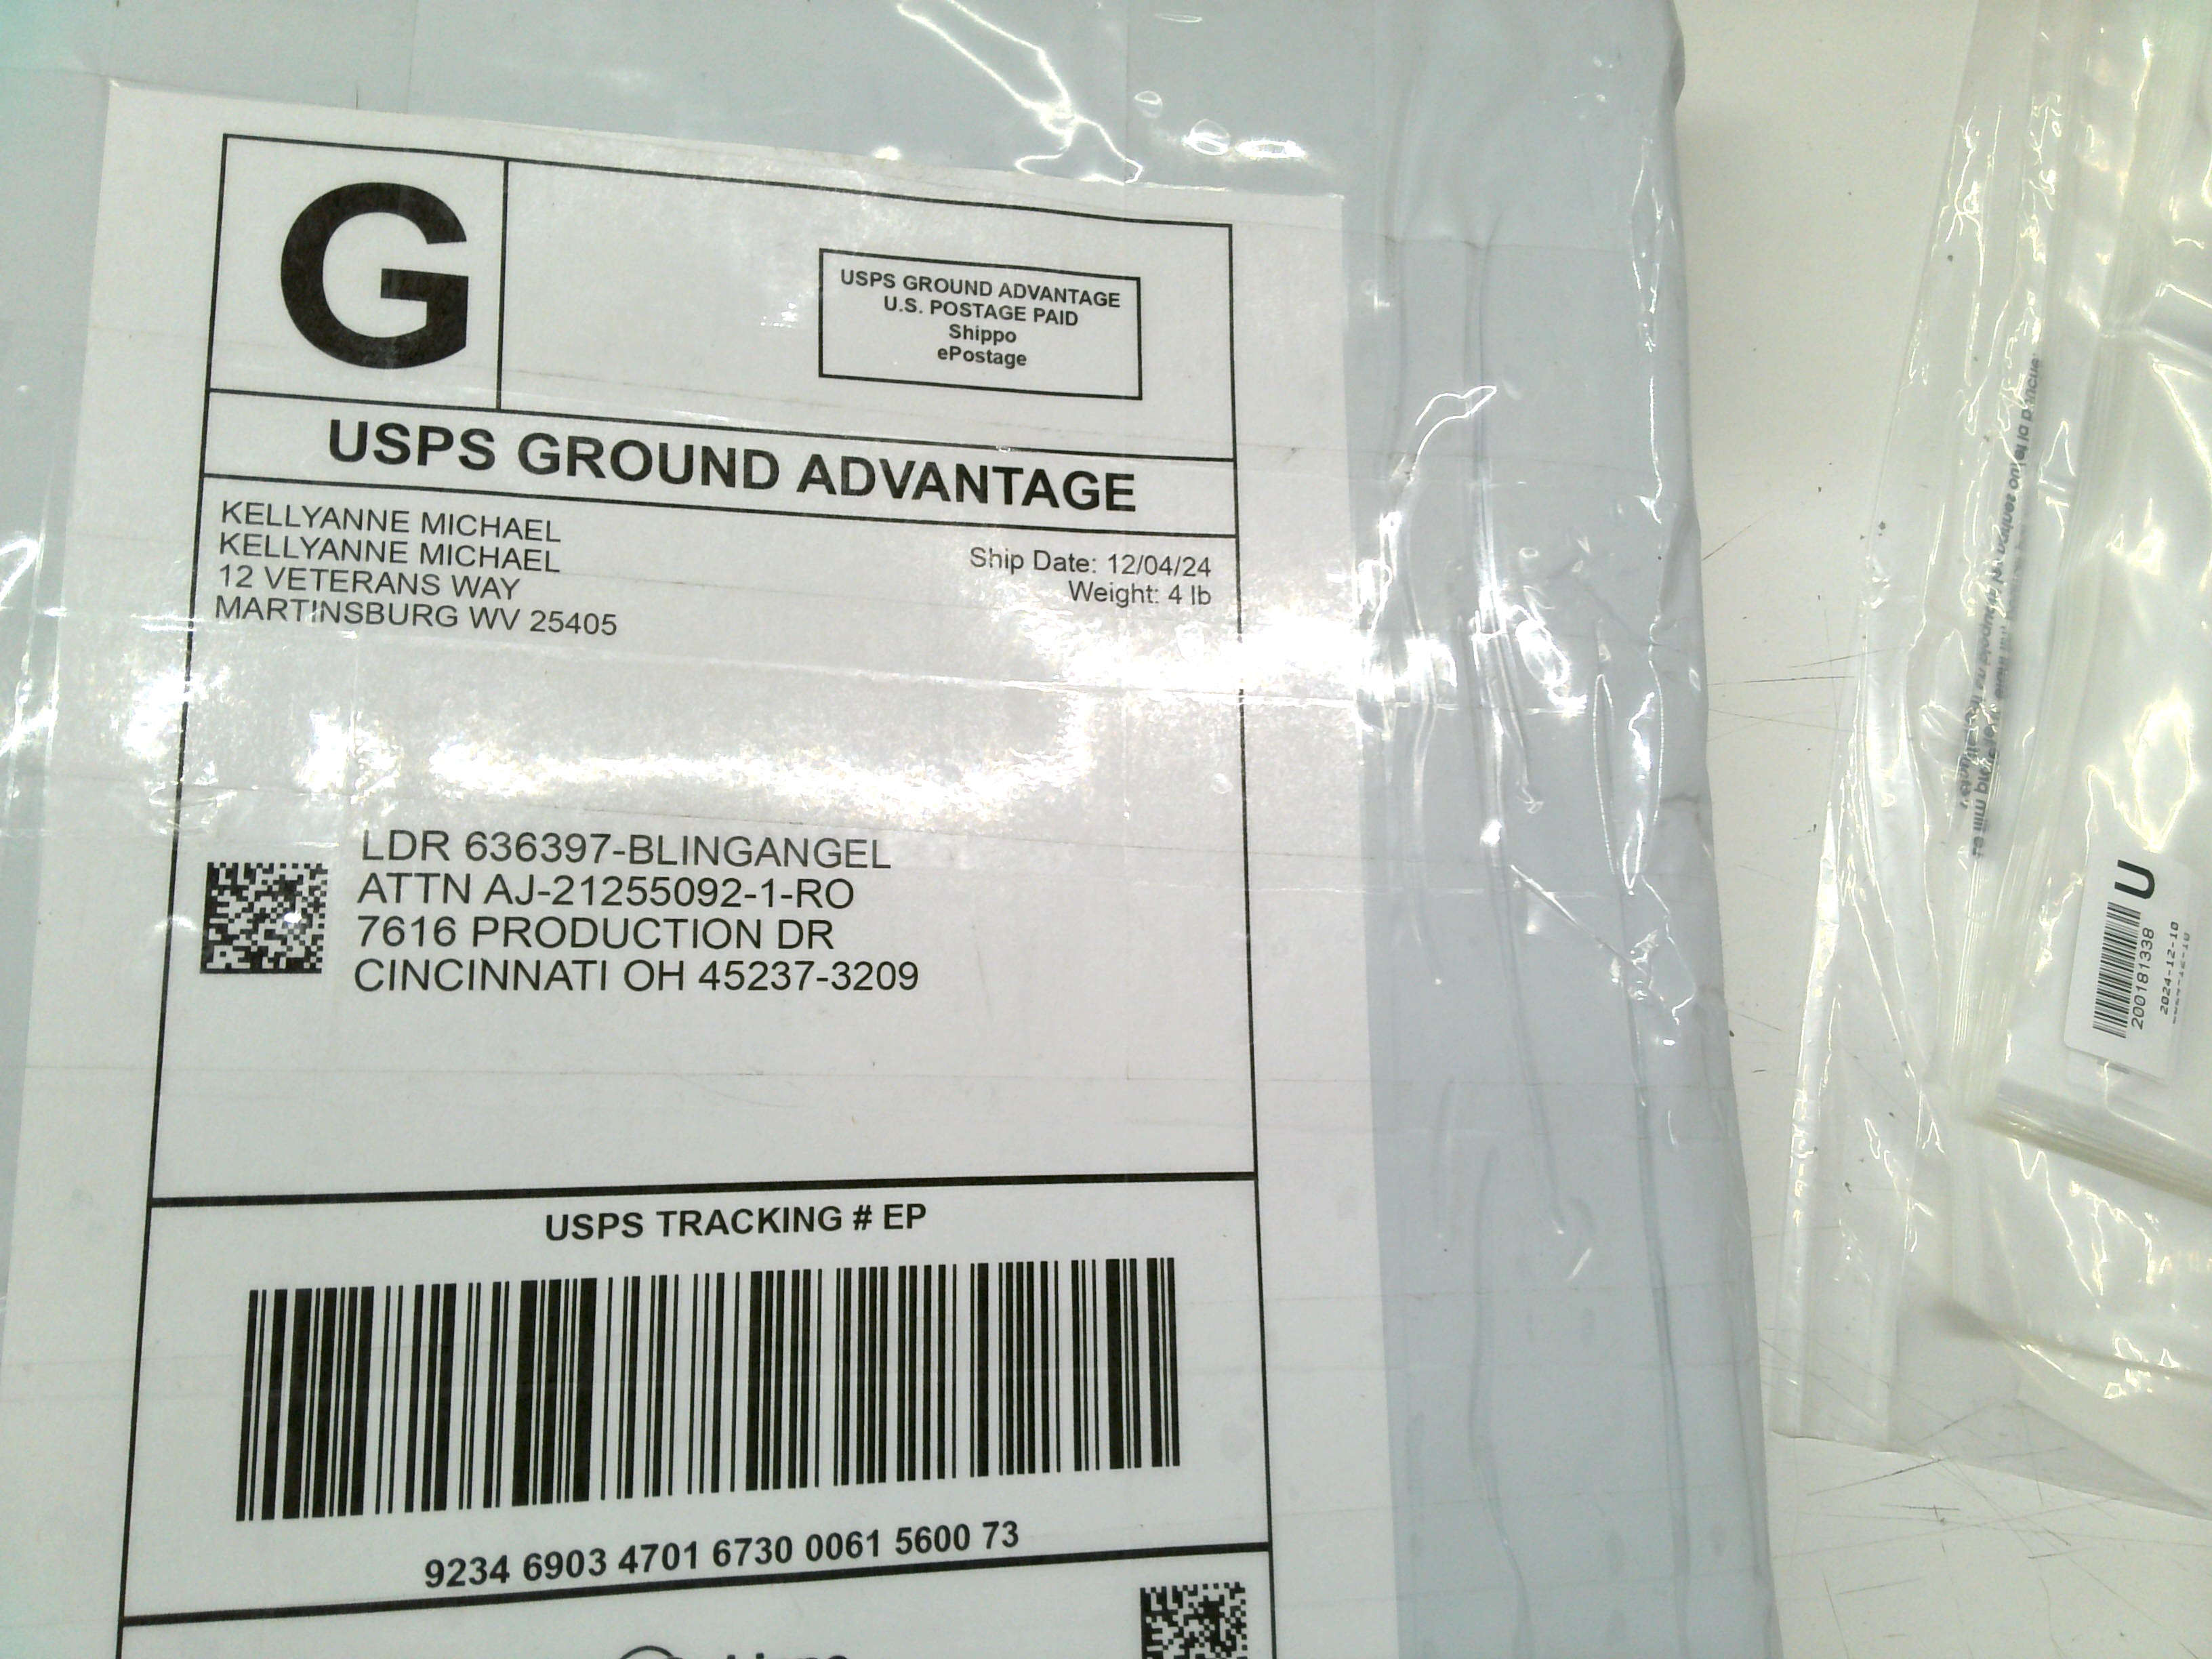 G
USPS GROUND ADVANTAGE
U.S. POSTAGE PAID
Shippo
ePostage
USPS GROUND ADVANTAGE
KELLYANNE MICHAEL
KELLYANNE MICHAEL
12 VETERANS WAY
MARTINSBURG WV 25405
Ship Date: 12/04/24
Weight: 4 lb
LDR 636397-BLINGANGEL
ATTN AJ-21255092-1-RO
7616 PRODUCTION DR
CINCINNATI OH 45237-3209
USPS TRACKING # EP
9234 6903 4701 6730 0061 5600 73
U
200181338
2024-12-10